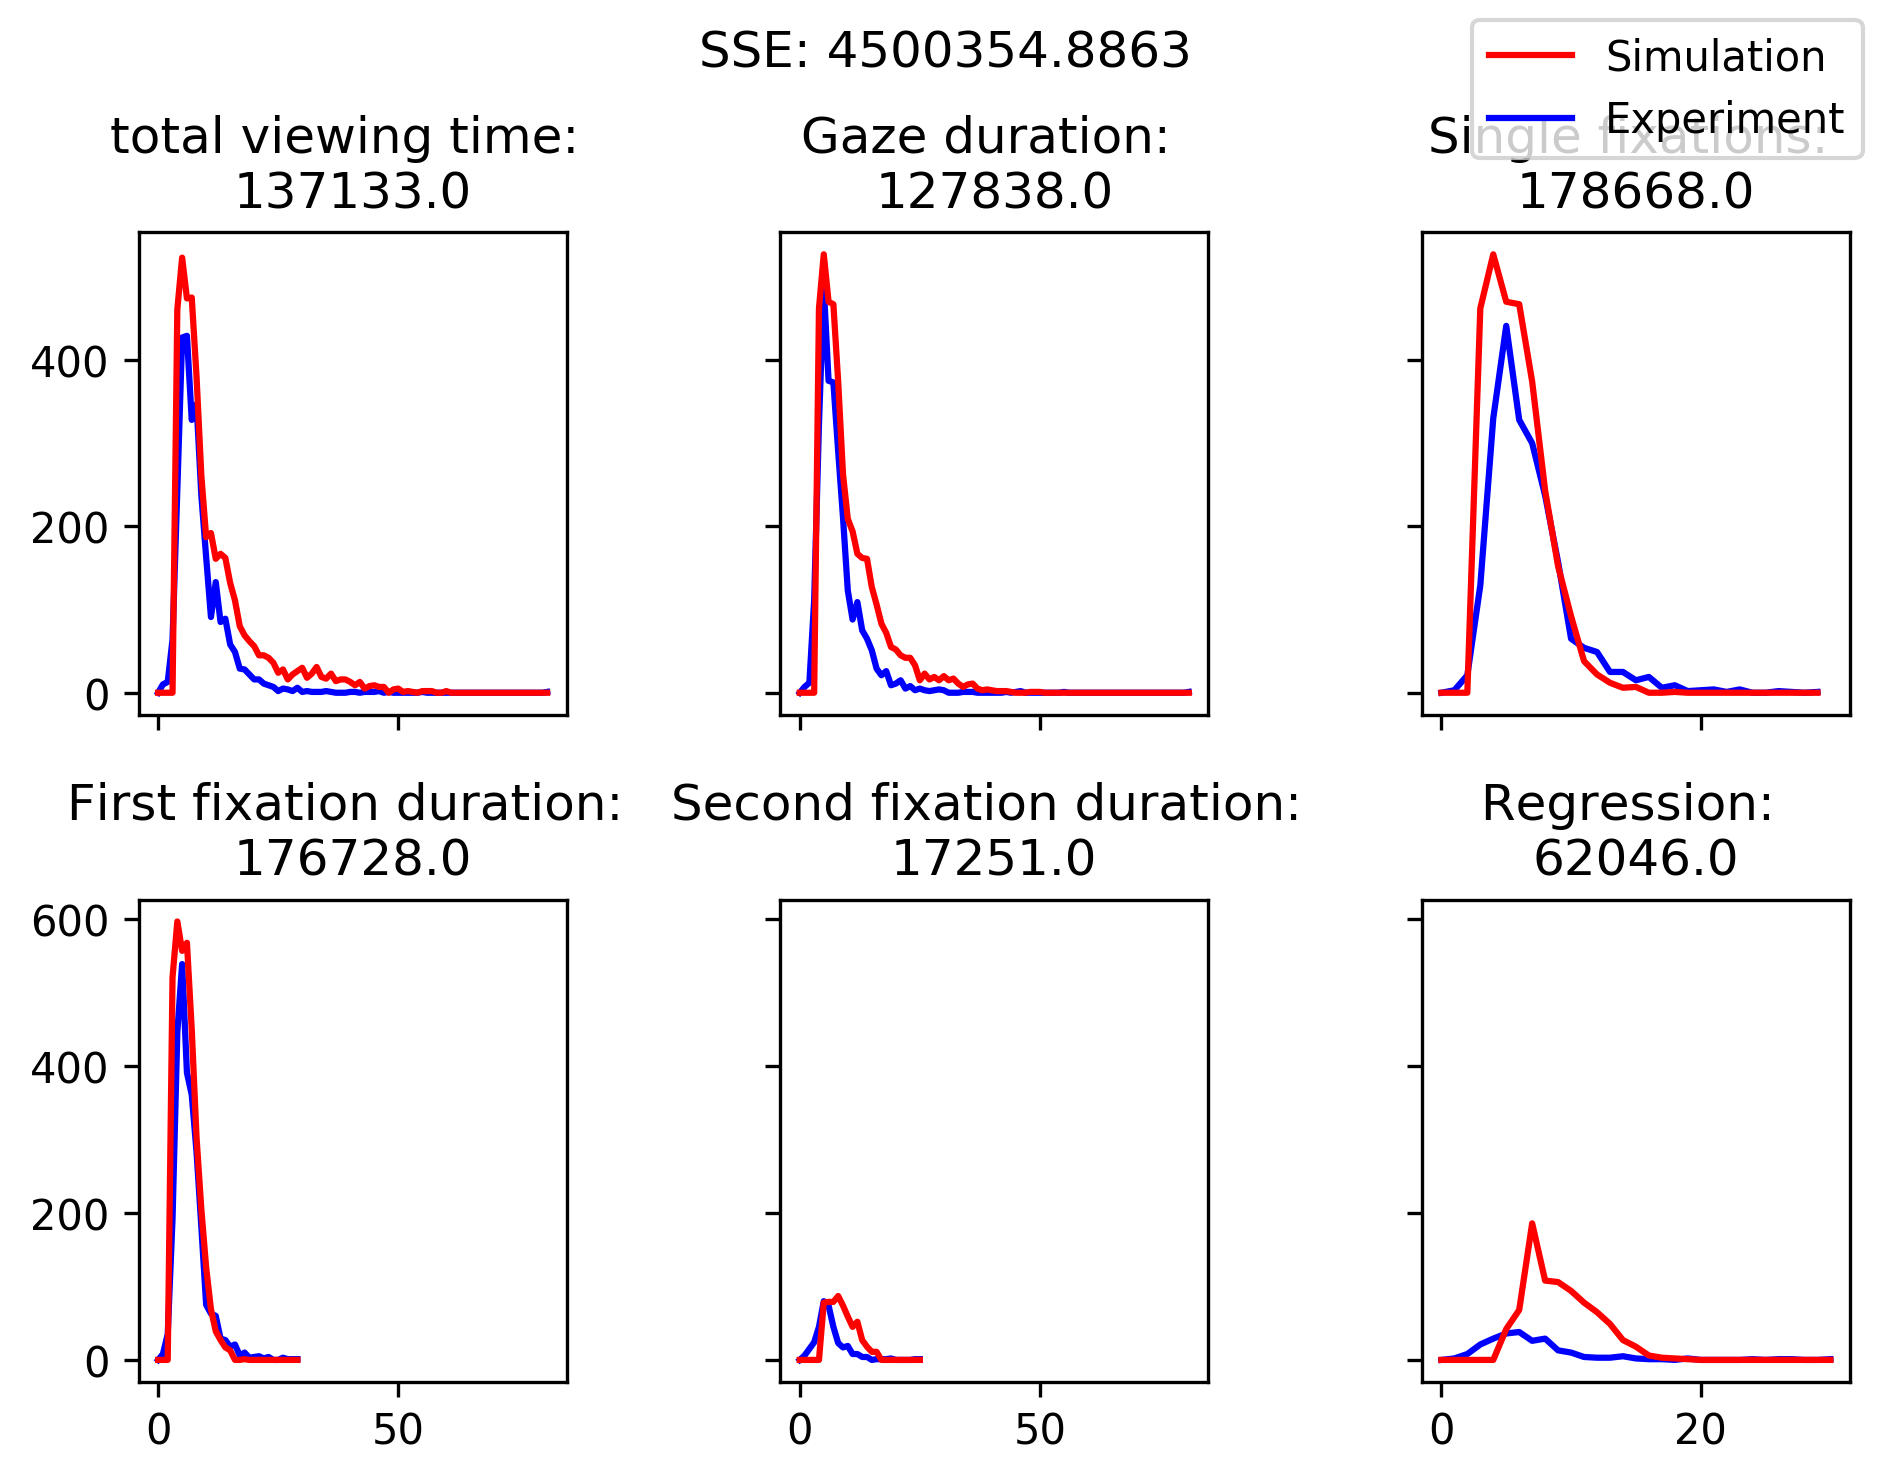 SSE: 4500354.8863
Simulation
Experiment
total viewing time:
137133.0
Gaze duration:
127838.0
Single fixations:
178668.0
400
200
0
First fixation duration:
176728.0
Second fixation duration:
17251.0
Regression:
62046.0
600
400
200
0
0 50
0 50
0 20